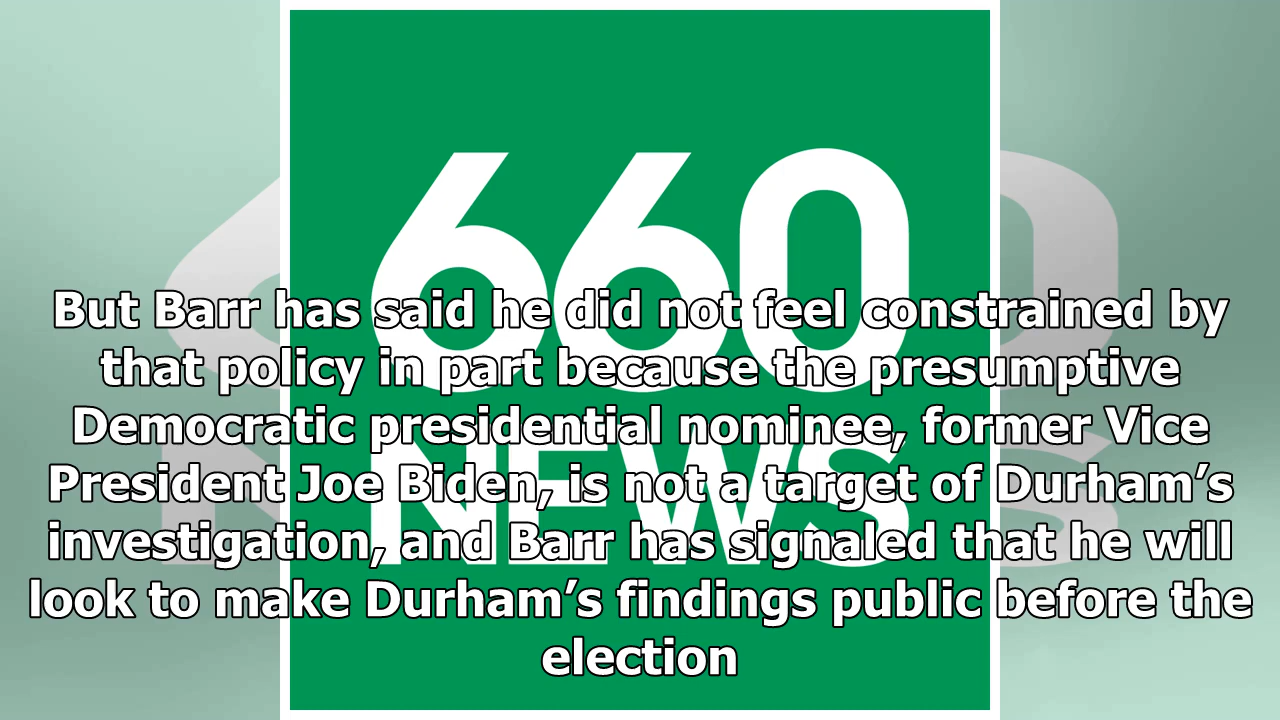 660
NEWS
But Barr has said he did not feel constrained by
that policy in part because the presumptive
Democratic presidential nominee, former Vice
President Joe Biden, is not a target of Durham’s
investigation, and Barr has signaled that he will
look to make Durham’s findings public before the
election